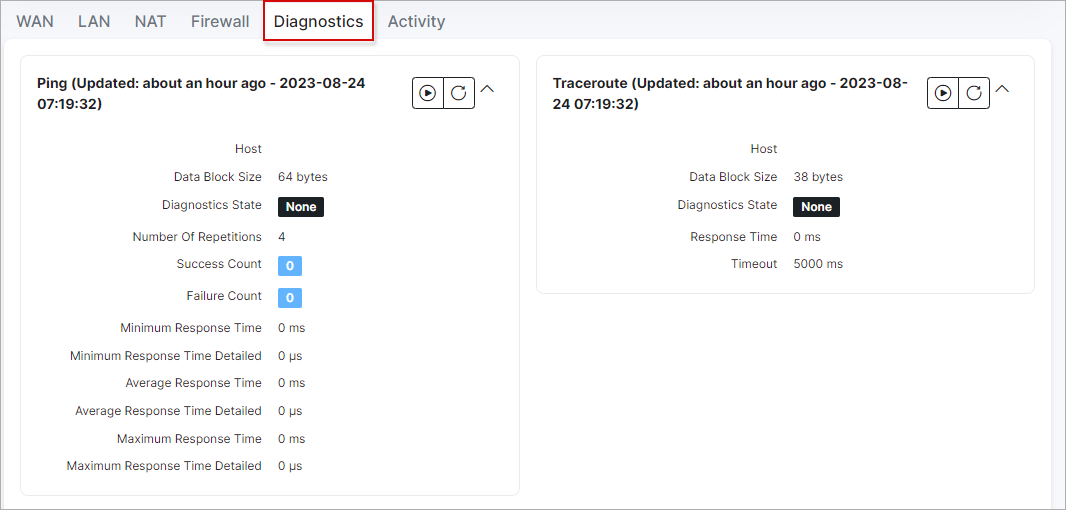 WAN LAN NAT Firewall Diagnostics Activity
Ping (Updated: about an hour ago - 2023-08-24
07:19:32)
Host
Data Block Size 64 bytes
Diagnostics State None
Number Of Repetitions 4
Success Count 0
Failure Count 0
Minimum Response Time 0 ms
Minimum Response Time Detailed 0 µs
Average Response Time 0 ms
Average Response Time Detailed 0 µs
Maximum Response Time 0 ms
Maximum Response Time Detailed 0 µs
Traceroute (Updated: about an hour ago - 2023-08-
24 07:19:32)
Host
Data Block Size 38 bytes
Diagnostics State None
Response Time 0 ms
Timeout 5000 ms